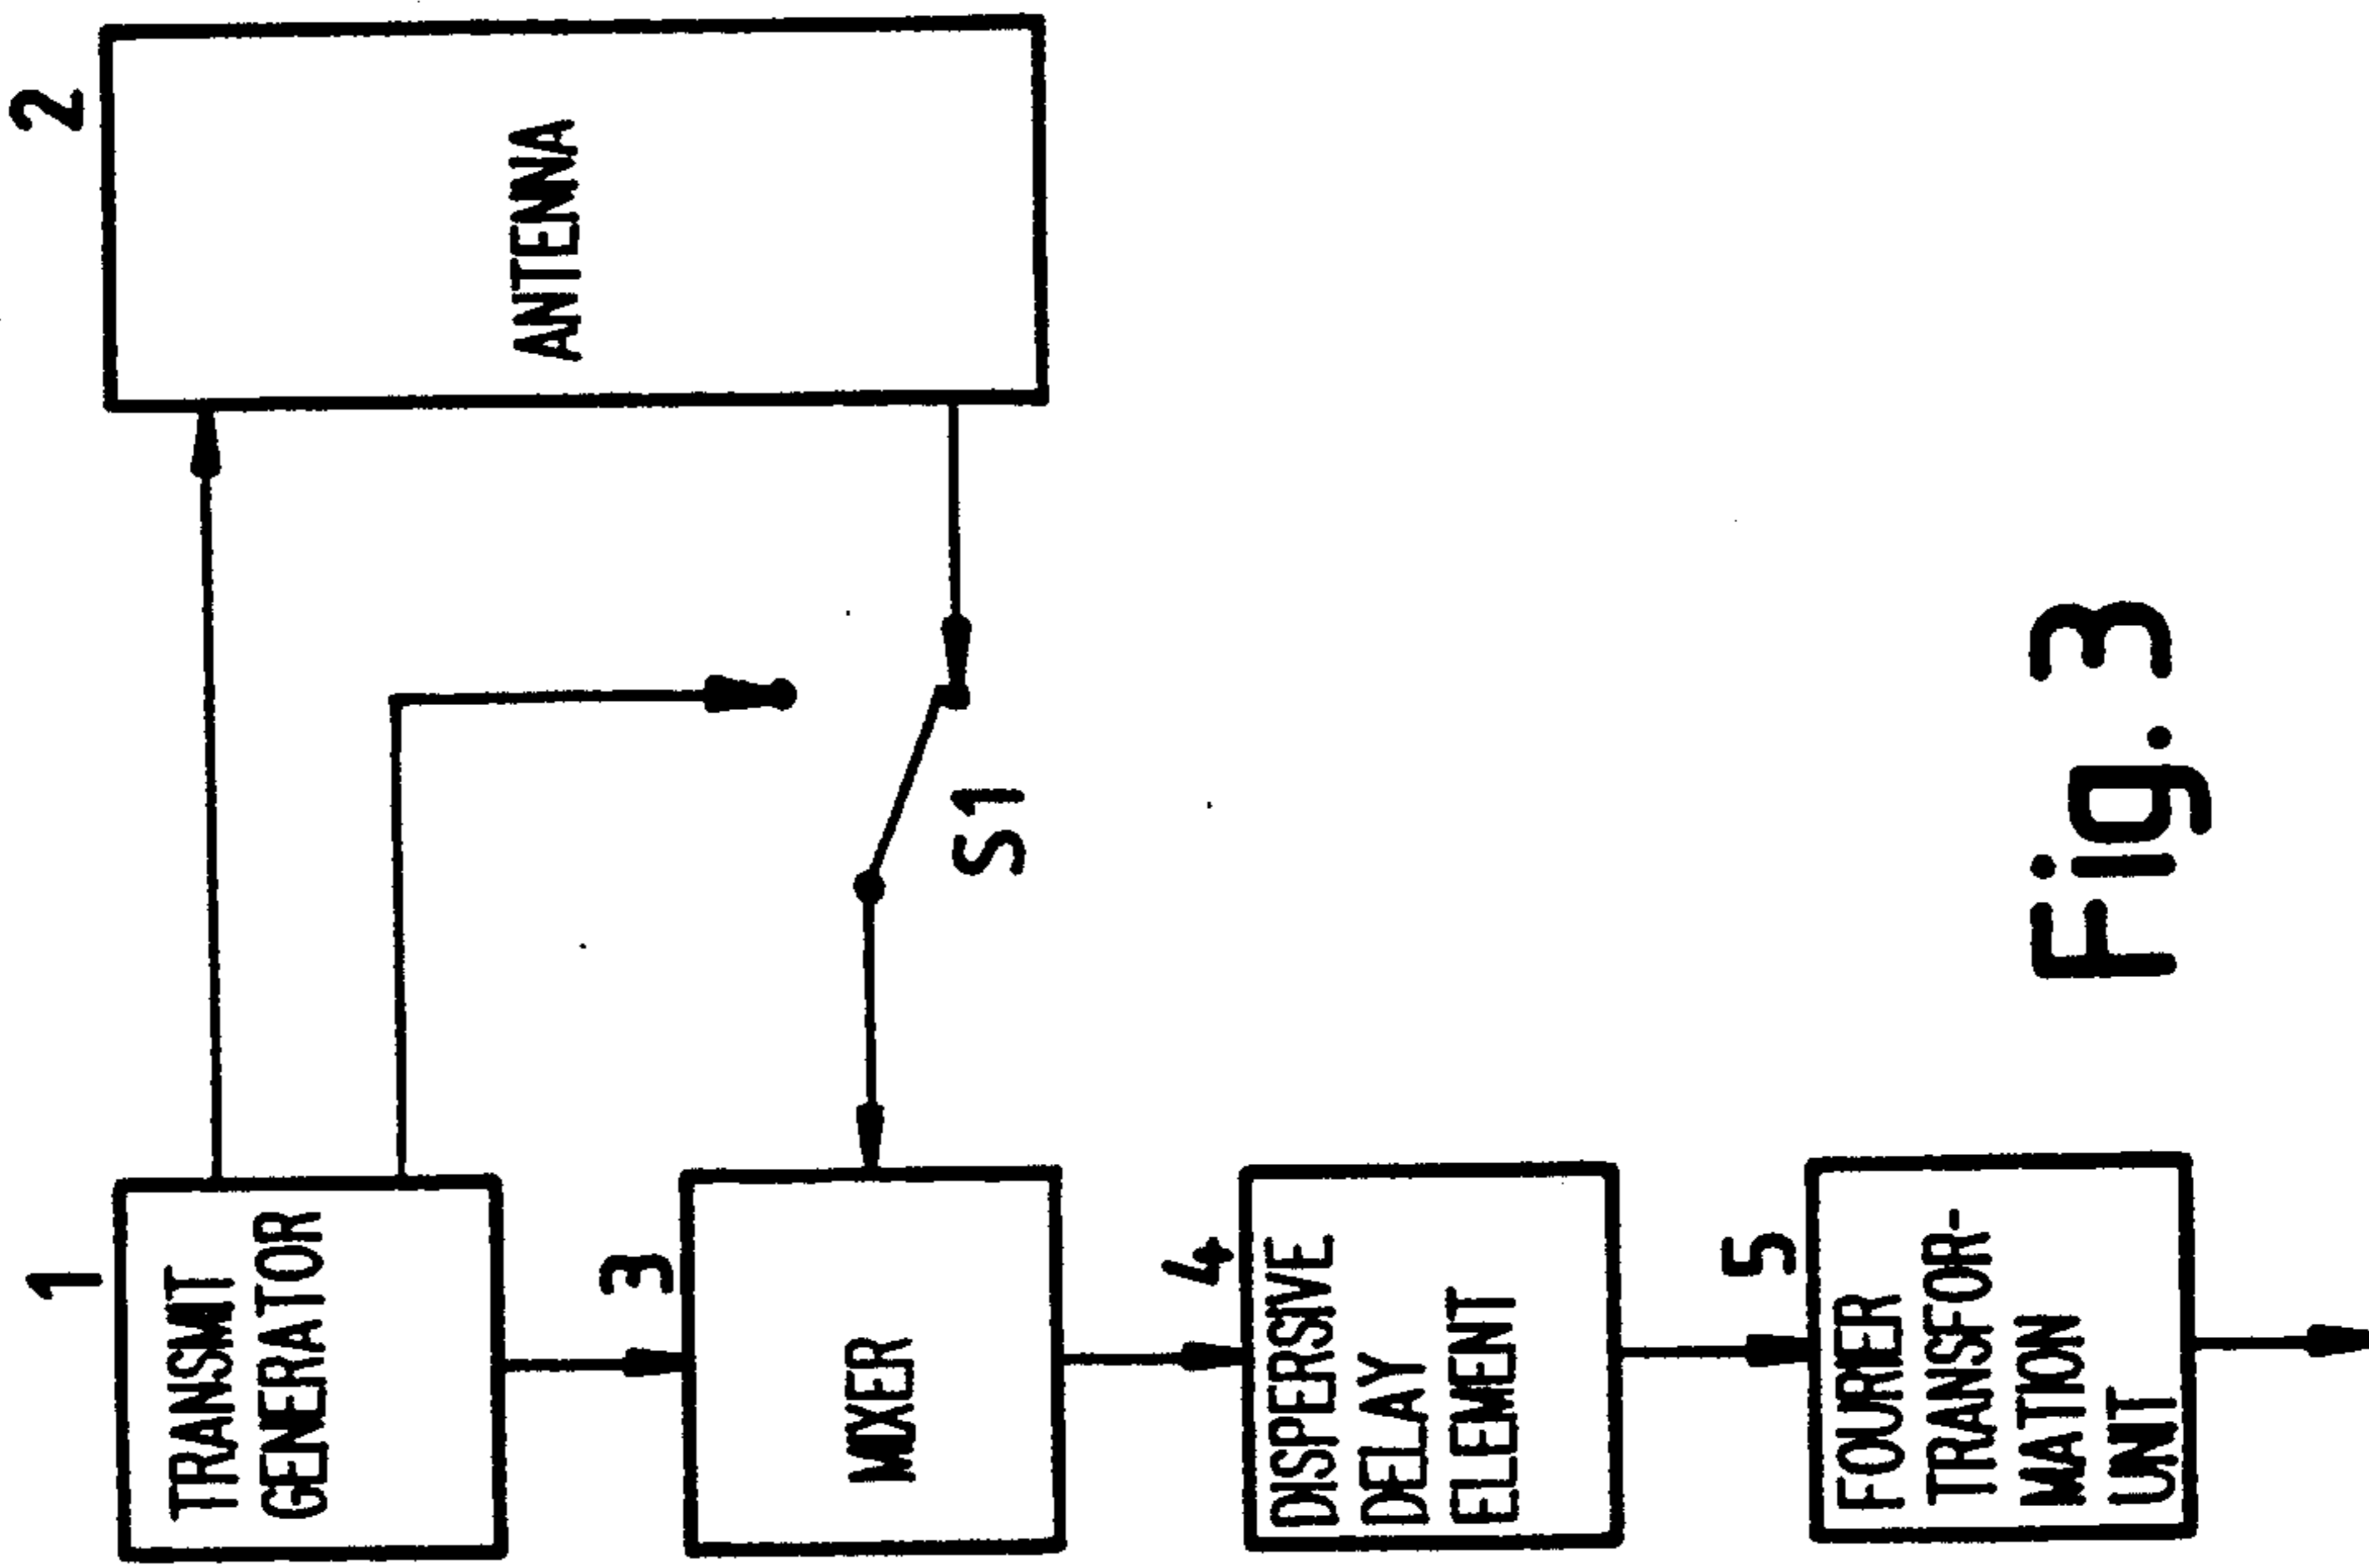 1
TRANSMIT
GENERATOR
2
ANTENNA
3
MIXER
S1
4
DISPERSIVE
DELAY
ELEMENT
5
FOURIER
TRANSFOR-
MATION
UNIT
Fig. 3